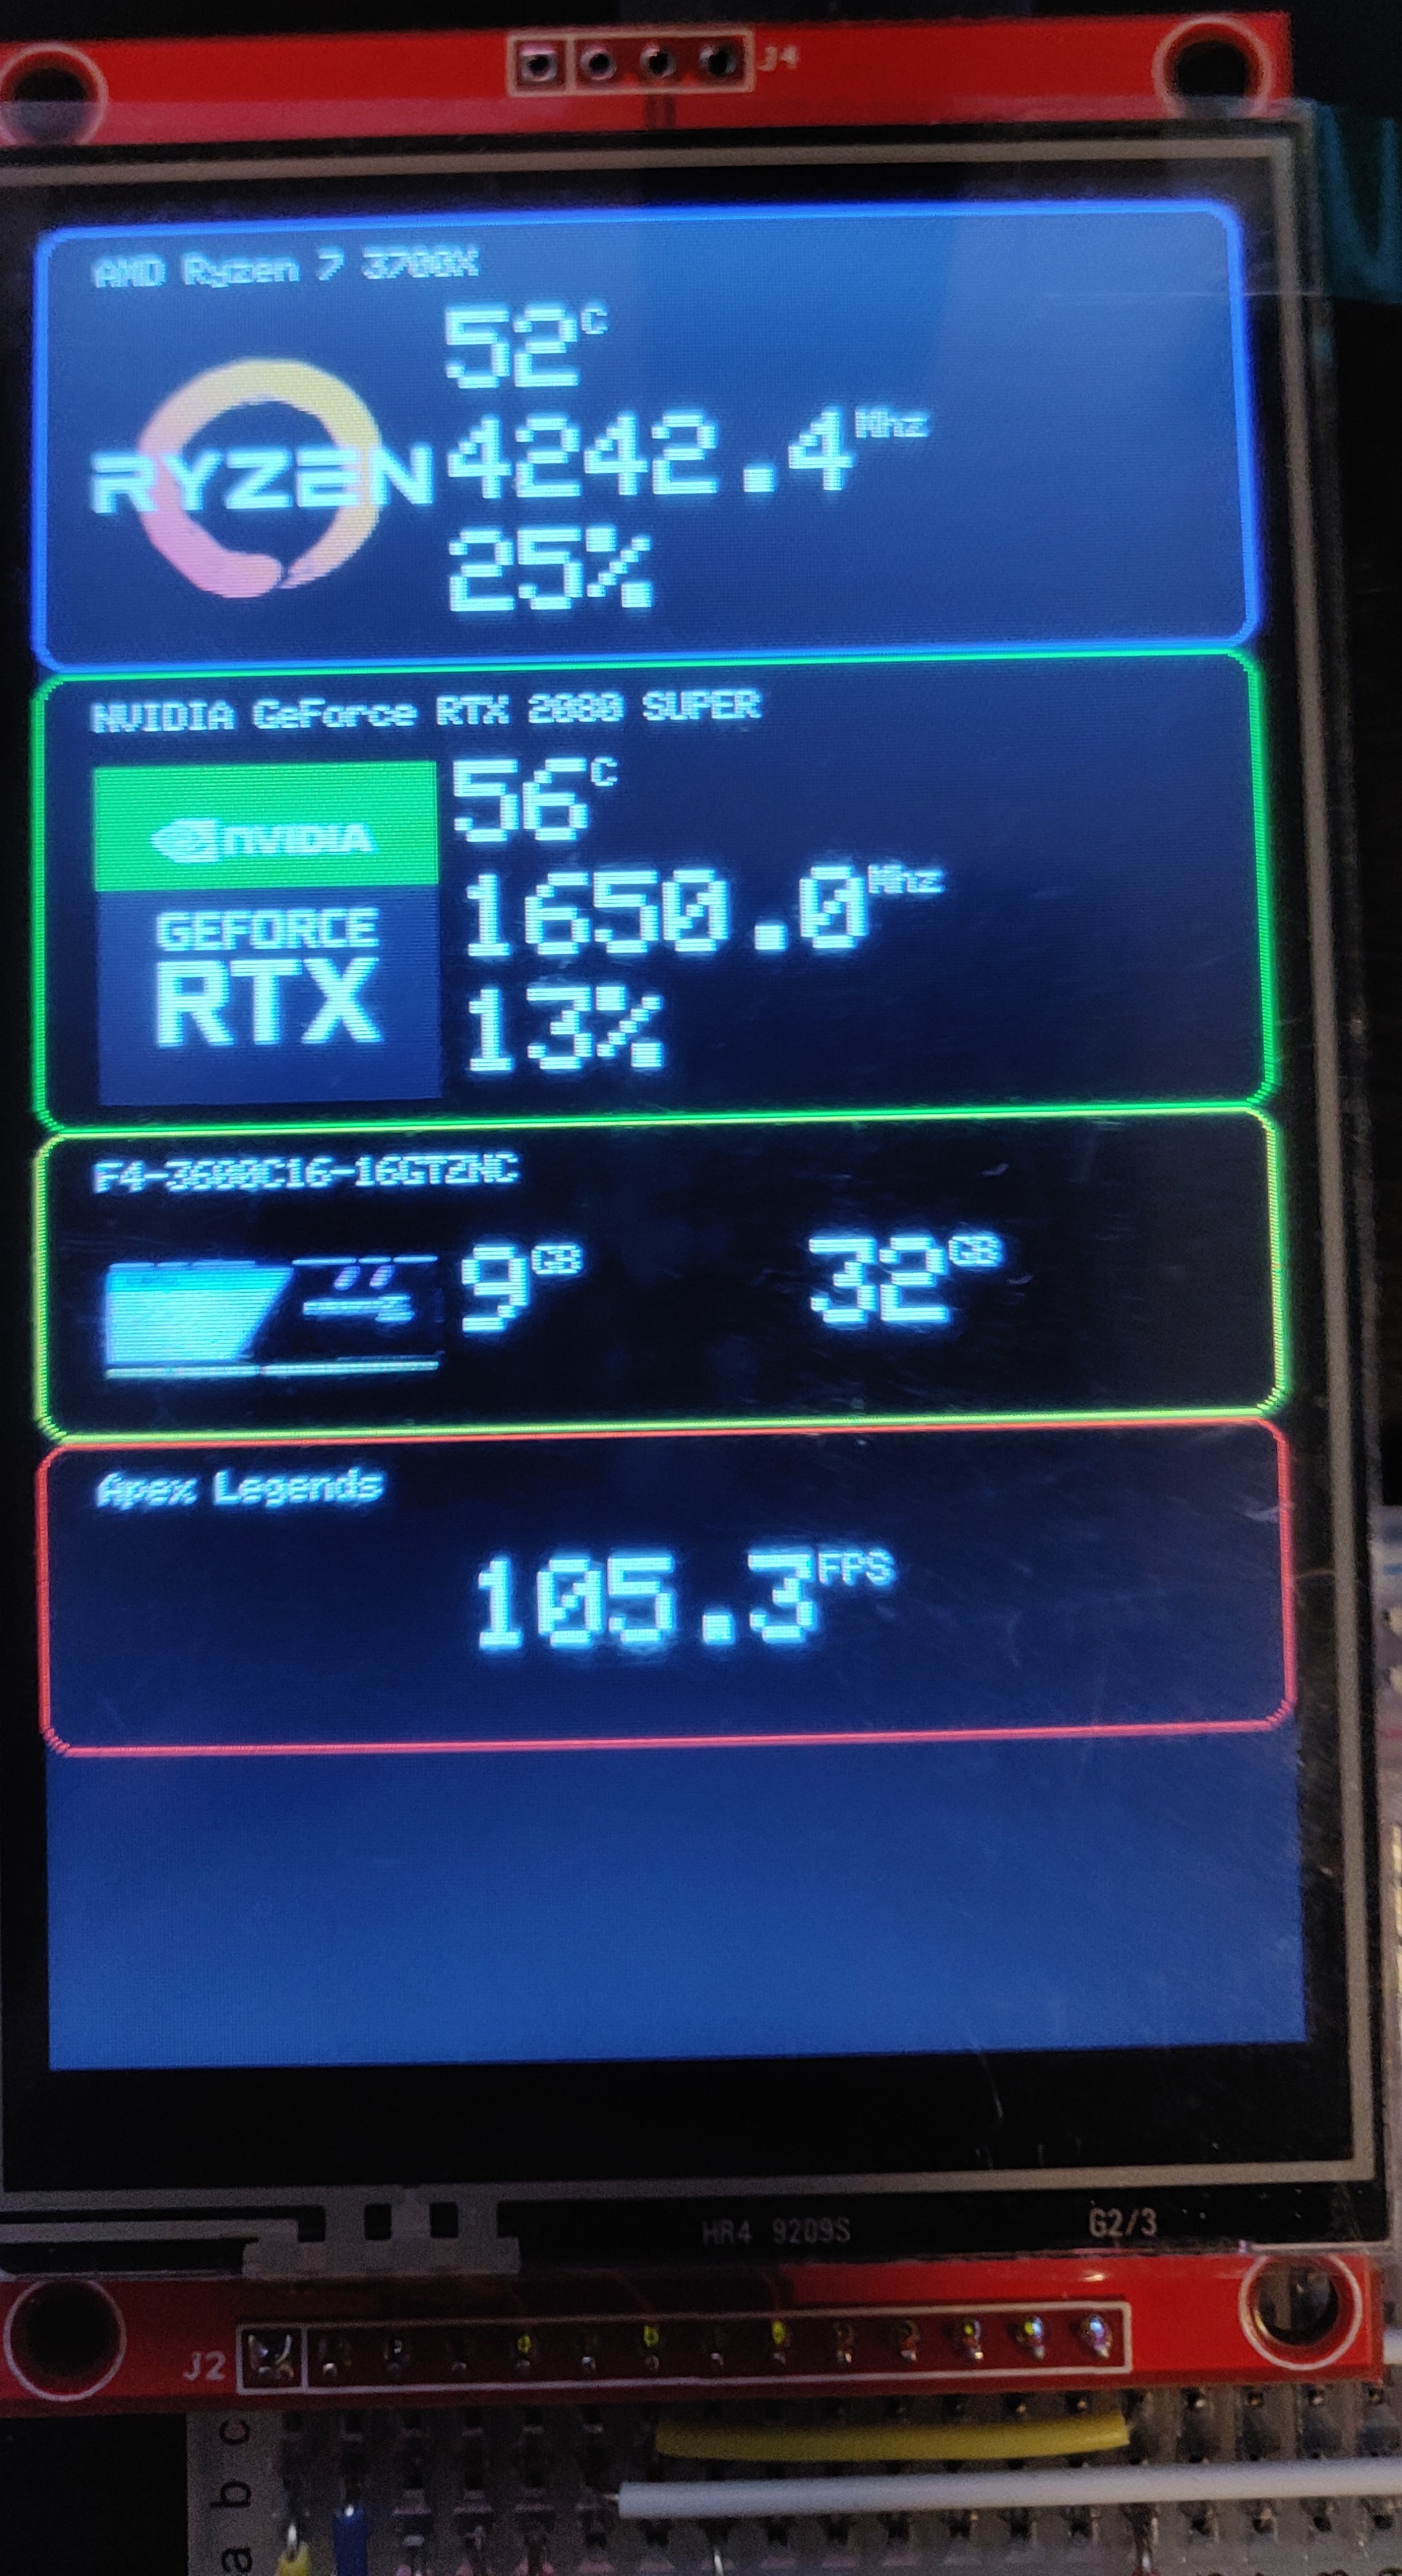 J4
AMD Ryzen 7 3700X
52C
RYZEN
4242.4Mhz
25%
NVIDIA GeForce RTX 2080 SUPER
56C
NVIDIA
1650.0Mhz
GEFORCE
RTX
13%
F4-3600C16-16GTZNC
9GB 32GB
Apex Legends
105.3FPS
HR4 9209S G2/3
J2
c
b
a